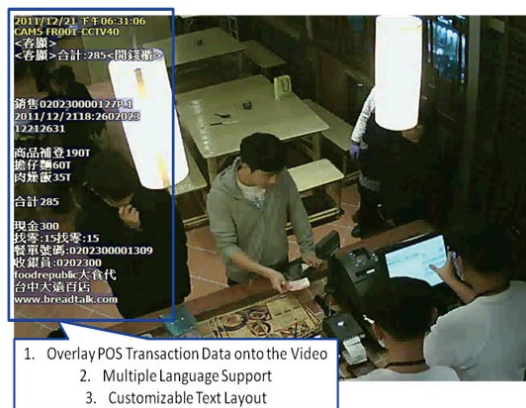 2011/12/21 下午06:31:06
CAM5 FR001-CCTV40
<客顯>
<客顯>合計:285<開錢櫃>
銷售020230000127P.1
2011/12/2118:2602023
12212631
商品補登190T
擔仔麵60T
肉燥飯35T
合計285
現金300
找零:15找零:15
餐單號碼:0202300001309
收銀員:0202300
foodrepublic大食代
台中大遠百店
www.breadtalk.com
1. Overlay POS Transaction Data onto the Video
2. Multiple Language Support
3. Customizable Text Layout